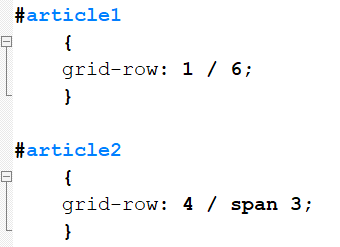 #article1
{
grid-row: 1 / 6;
}
#article2
{
grid-row: 4 / span 3;
}